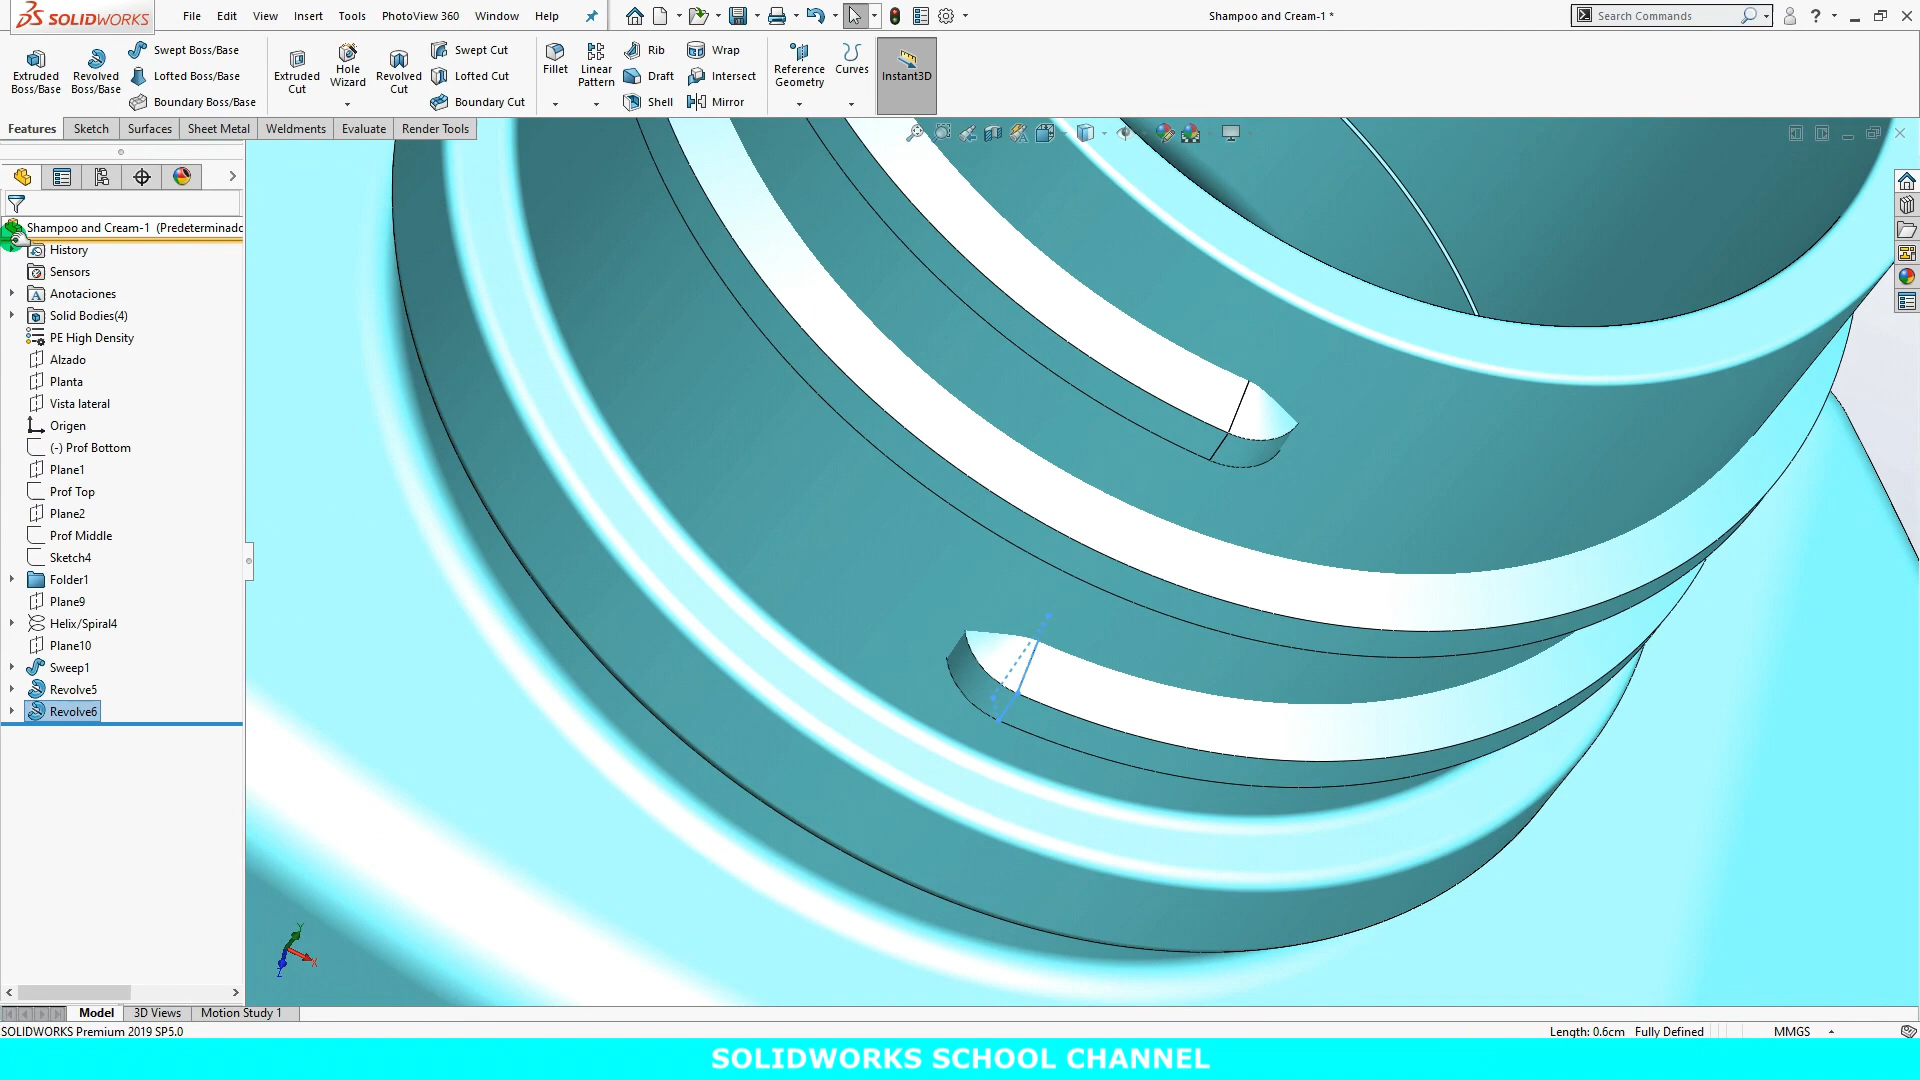 SOLIDWORKS
File Edit View Insert Tools PhotoView 360 Window Help
Shampoo and Cream-1 *
Search Commands
Extruded Boss/Base
Revolved Boss/Base
Swept Boss/Base
Lofted Boss/Base
Boundary Boss/Base
Extruded Cut
Hole Wizard
Revolved Cut
Swept Cut
Lofted Cut
Boundary Cut
Fillet
Linear Pattern
Rib
Draft
Shell
Wrap
Intersect
Mirror
Reference Geometry
Curves
Instant3D
Features Sketch Surfaces Sheet Metal Weldments Evaluate Render Tools
Shampoo and Cream-1 (Predeterminado
History
Sensors
Anotaciones
Solid Bodies(4)
PE High Density
Alzado
Planta
Vista lateral
Origen
(-) Prof Bottom
Plane1
Prof Top
Plane2
Prof Middle
Sketch4
Folder1
Plane9
Helix/Spiral4
Plane10
Sweep1
Revolve5
Revolve6
Y
X
Z
Model 3D Views Motion Study 1
SOLIDWORKS Premium 2019 SP5.0
Length: 0.6cm Fully Defined MMGS
SOLIDWORKS SCHOOL CHANNEL